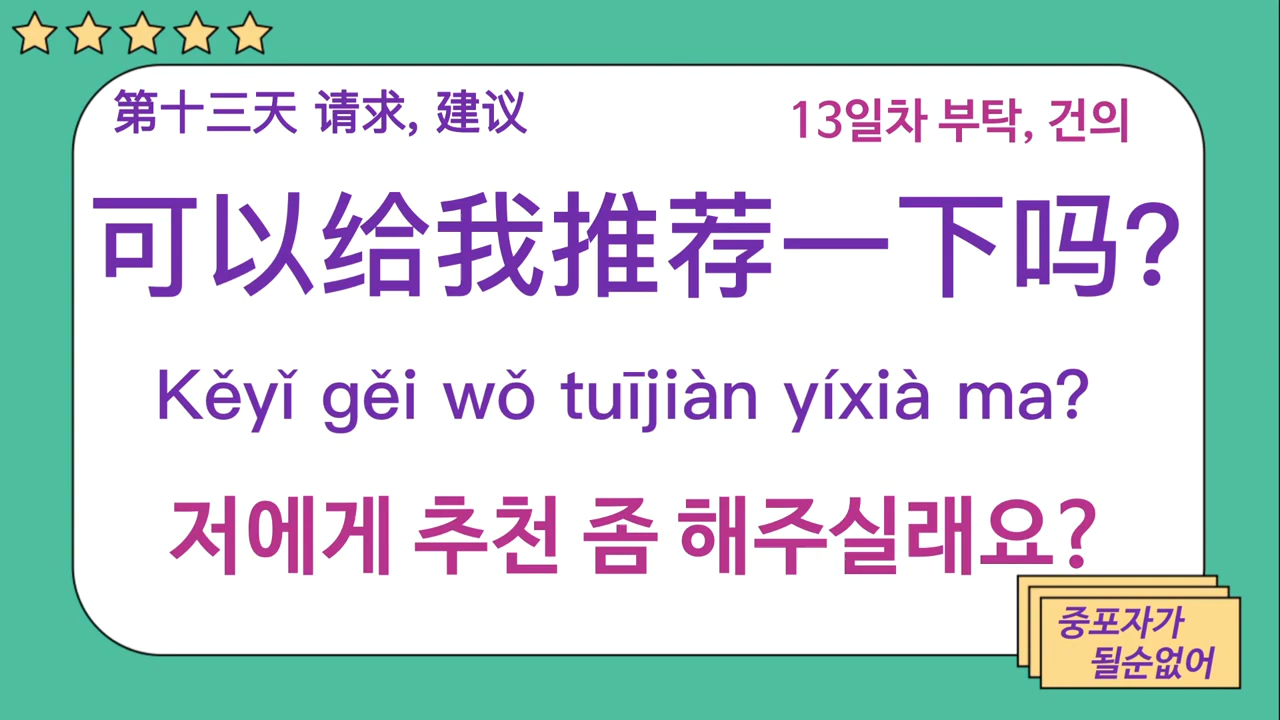 第十三天 请求, 建议
13일차 부탁, 건의
可以给我推荐一下吗?
Kěyǐ gěi wǒ tuījiàn yíxià ma?
저에게 추천 좀 해주실래요?
중포자가
될순없어